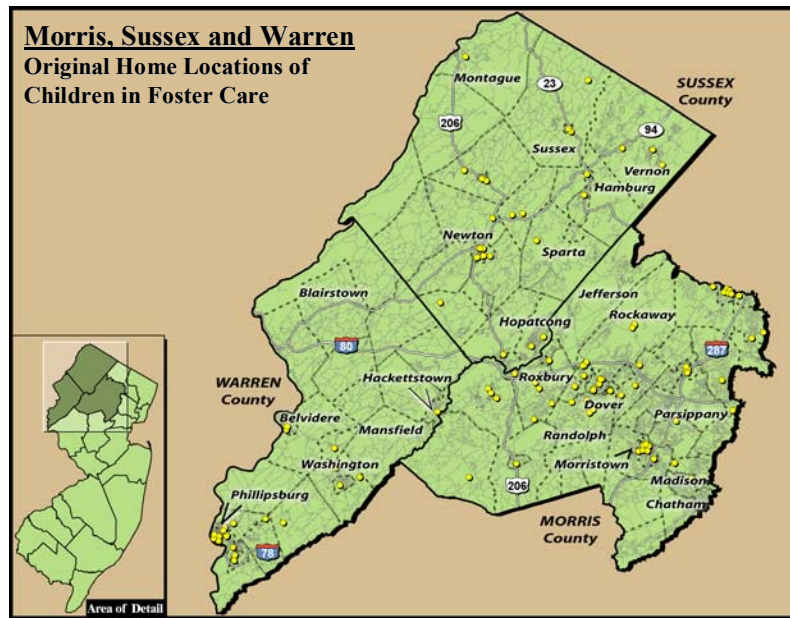 Morris, Sussex and Warren
Original Home Locations of
Children in Foster Care
Montague
23
SUSSEX
County
206
94
Sussex
Vernon
Hamburg
Newton
Sparta
Blairstown
Jefferson
Hopatcong
Rockaway
80
287
WARREN
County
Hackettstown
Roxbury
Dover
Belvidere
Mansfield
Parsippany
Randolph
Washington
Morristown
Phillipsburg
206
Madison
Chatham
MORRIS
County
78
Area of Detail